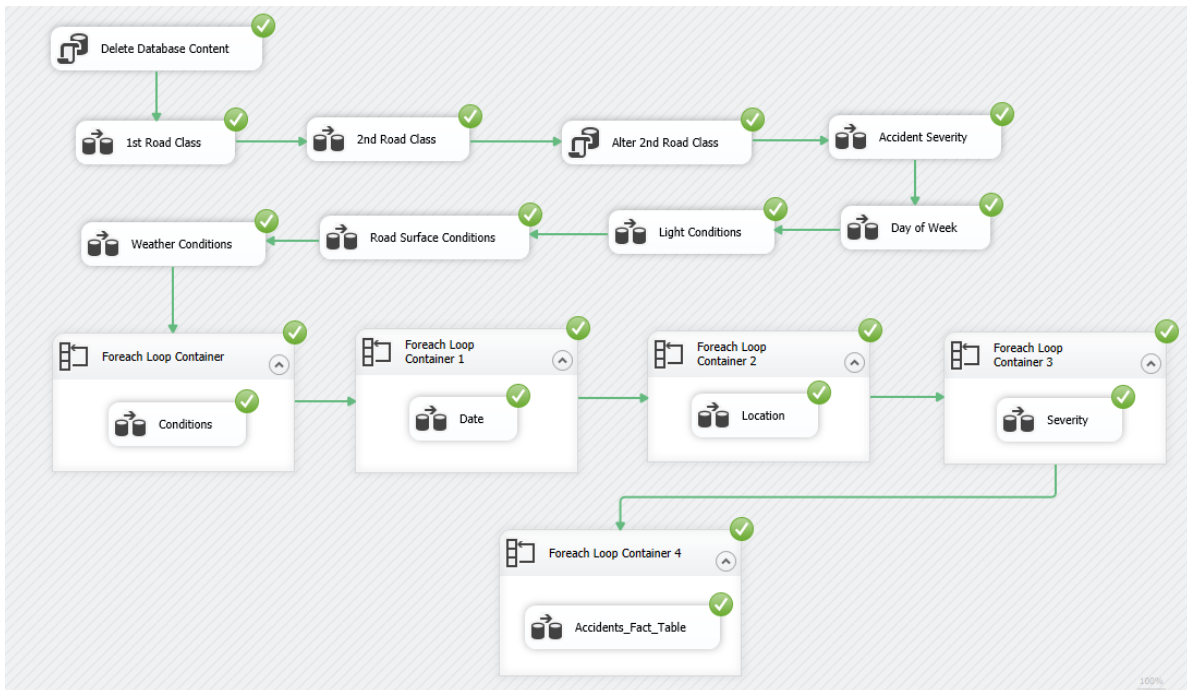 Delete Database Content
1st Road Class
2nd Road Class
Alter 2nd Road Class
Accident Severity
Weather Conditions
Road Surface Conditions
Light Conditions
Day of Week
Foreach Loop Container
Conditions
Foreach Loop
Container 1
Date
Foreach Loop
Container 2
Location
Foreach Loop
Container 3
Severity
Foreach Loop Container 4
Accidents_Fact_Table
100%